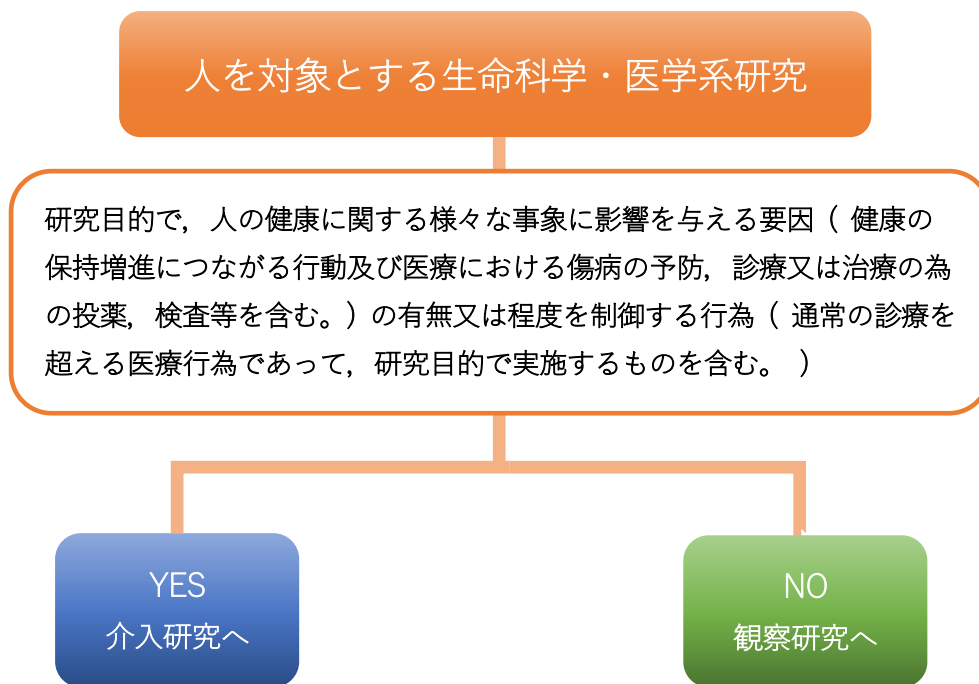 人を対象とする生命科学・医学系研究
研究目的で，人の健康に関する様々な事象に影響を与える要因（ 健康の
保持増進につながる行動及び医療における傷病の予防，診療又は治療の為
の投薬，検査等を含む。）の有無又は程度を制御する行為（ 通常の診療を
超える医療行為であって，研究目的で実施するものを含む。 ）
YES
介入研究へ
NO
観察研究へ